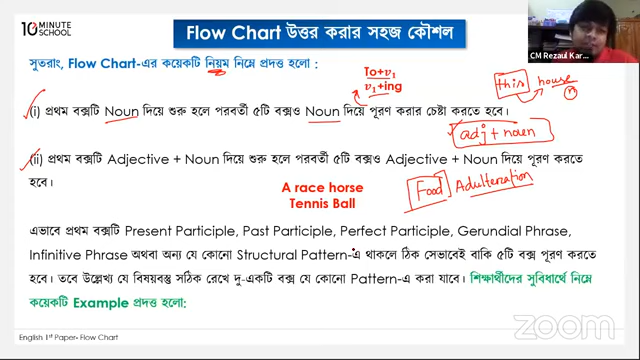 10 MINUTE SCHOOL
Flow Chart উত্তর করার সহজ কৌশল
CM Rezaul Kar...
সুতরাং, Flow Chart-এর কয়েকটি নিয়ম নিম্নে প্রদত্ত হলো :
To+v₁
v₁+ing
this house
n
(i) প্রথম বক্সটি Noun দিয়ে শুরু হলে পরবর্তী ৫টি বক্সও Noun দিয়ে পূরণ করার চেষ্টা করতে হবে।
adj + noun
(ii) প্রথম বক্সটি Adjective + Noun দিয়ে শুরু হলে পরবর্তী ৫টি বক্সও Adjective + Noun দিয়ে পূরণ করতে
হবে।
A race horse
Tennis Ball
Food Adulteration
এভাবে প্রথম বক্সটি Present Participle, Past Participle, Perfect Participle, Gerundial Phrase,
Infinitive Phrase অথবা অন্য যে কোনো Structural Pattern-এ থাকলে ঠিক সেভাবেই বাকি ৫টি বক্স পূরণ করতে
হবে। তবে উল্লেখ্য যে বিষয়বস্তু সঠিক রেখে দু-একটি বক্স যে কোনো Pattern-এ করা যাবে। শিক্ষার্থীদের সুবিধার্থে নিম্নে
কয়েকটি Example প্রদত্ত হলো:
English 1st Paper- Flow Chart
zoom